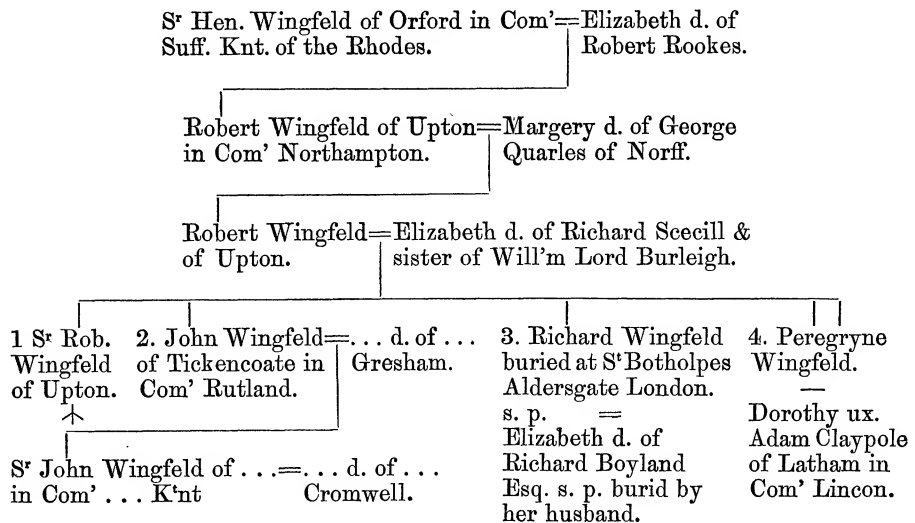 Sr Hen. Wingfeld of Orford in Com'=Elizabeth d. of
Suff. Knt. of the Rhodes. Robert Rookes.
Robert Wingfeld of Upton=Margery d. of George
in Com' Northampton. Quarles of Norff.
Robert Wingfeld=Elizabeth d. of Richard Scecill &
of Upton. sister of Will'm Lord Burleigh.
1 Sr Rob.
Wingfeld
of Upton.
2. John Wingfeld=... d. of ...
of Tickencoate in Gresham.
Com' Rutland.
3. Richard Wingfeld
buried at St Botholpes
Aldersgate London.
s. p. =
Elizabeth d. of
Richard Boyland
Esq. s. p. burid by
her husband.
4. Peregryne
Wingfeld.
—
Dorothy ux.
Adam Claypole
of Latham in
Com' Lincon.
Sr John Wingfeld of ...=... d. of ...
in Com' ... Kt'nt Cromwell.